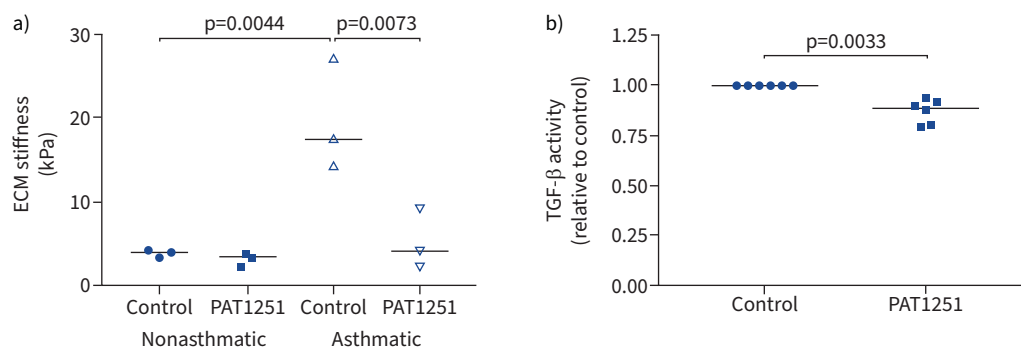 a)
p=0.0044 p=0.0073
30
20
10
0
ECM stiffness
(kPa)
Control PAT1251 Control PAT1251
Nonasthmatic Asthmatic
b)
p=0.0033
1.25
1.00
0.75
0.50
0.25
0.00
TGF-β activity
(relative to control)
Control PAT1251